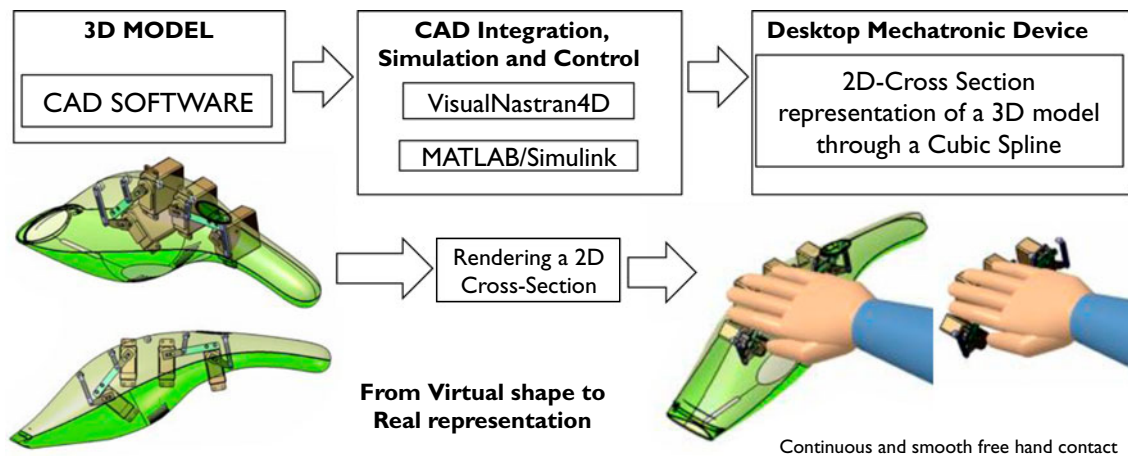 3D MODEL
CAD SOFTWARE
CAD Integration,
Simulation and Control
VisualNastran4D
MATLAB/Simulink
Desktop Mechatronic Device
2D-Cross Section
representation of a 3D model
through a Cubic Spline
Rendering a 2D
Cross-Section
From Virtual shape to
Real representation
Continuous and smooth free hand contact